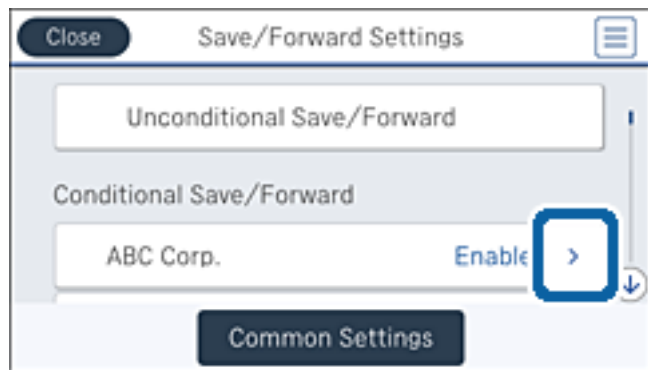 Close Save/Forward Settings
Unconditional Save/Forward
Conditional Save/Forward
ABC Corp. Enable
Common Settings